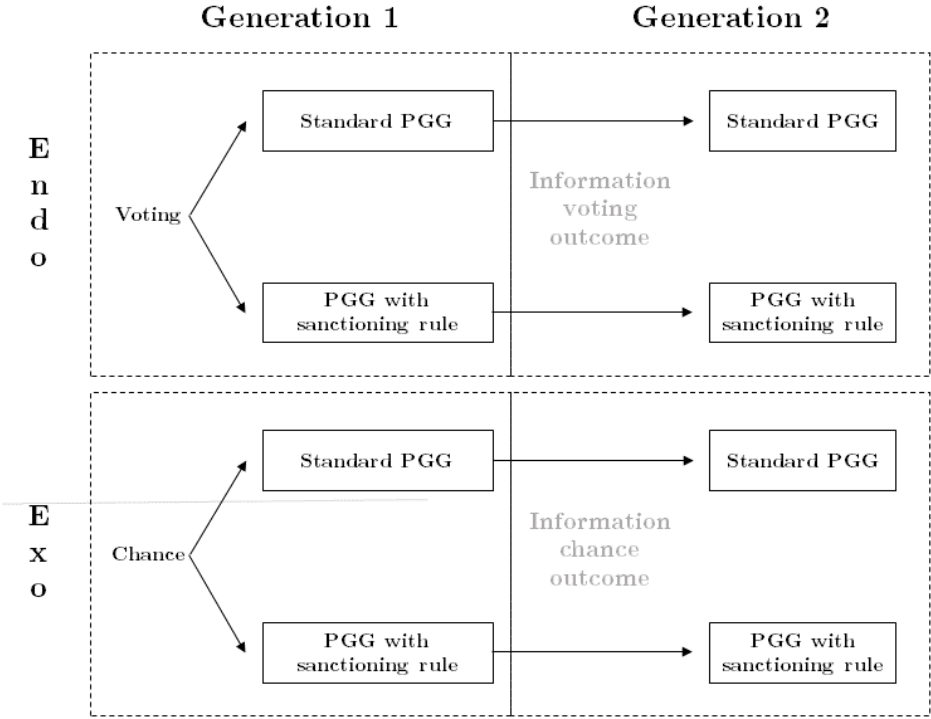 Generation 1
Generation 2
E
n
d
o
Voting
Standard PGG
PGG with
sanctioning rule
Information
voting
outcome
Standard PGG
PGG with
sanctioning rule
E
x
o
Chance
Standard PGG
PGG with
sanctioning rule
Information
chance
outcome
Standard PGG
PGG with
sanctioning rule